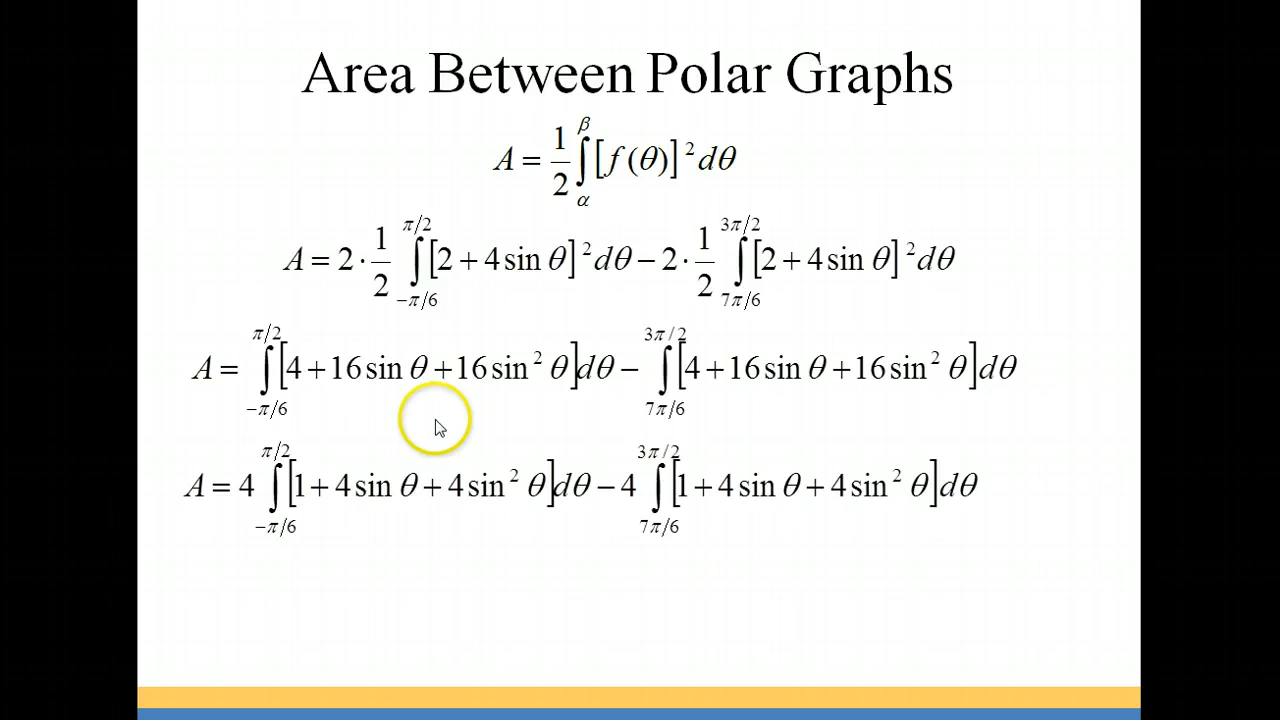 Area Between Polar Graphs
A = 1/2 ∫_α^β [f(θ)]² dθ
A = 2 · 1/2 ∫_{−π/6}^{π/2} [2 + 4 sin θ]² dθ − 2 · 1/2 ∫_{7π/6}^{3π/2} [2 + 4 sin θ]² dθ
A = ∫_{−π/6}^{π/2} [4 + 16 sin θ + 16 sin² θ] dθ − ∫_{7π/6}^{3π/2} [4 + 16 sin θ + 16 sin² θ] dθ
A = 4 ∫_{−π/6}^{π/2} [1 + 4 sin θ + 4 sin² θ] dθ − 4 ∫_{7π/6}^{3π/2} [1 + 4 sin θ + 4 sin² θ] dθ